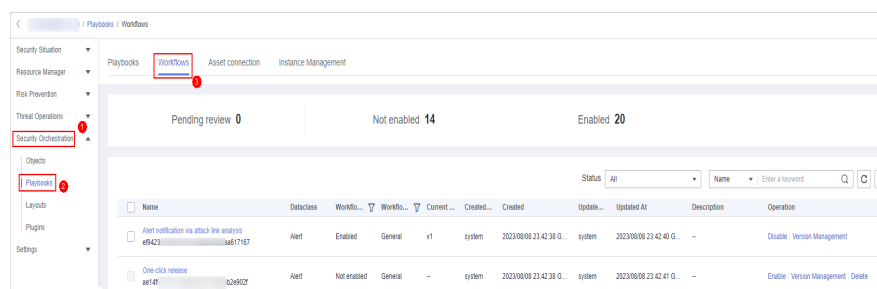 / Playbooks / Workflows
Security Situation
Resource Manager
Risk Prevention
Threat Operations
1
Security Orchestration
Objects
Playbooks 2
Layouts
Plugins
Settings
Playbooks Workflows Asset connection Instance Management
3
Pending review 0 Not enabled 14 Enabled 20
Status All Name Enter a keyword.
Name Dataclass Workflo... Workflo... Current ... Created... Created Update... Updated At Description Operation
Alert notification via attack link analysis Alert Enabled General v1 system 2023/08/08 23:42:38 G... system 2023/08/08 23:42:40 G... -- Disable Version Management
ef9423 aa617167
One-click release Alert Not enabled General -- system 2023/08/08 23:42:38 G... system 2023/08/08 23:42:41 G... -- Enable Version Management Delete
ae14f b2e902f